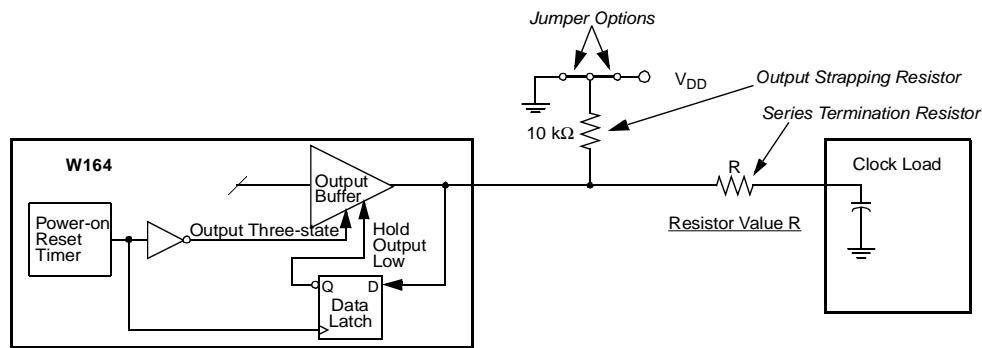 Jumper Options
V_DD
Output Strapping Resistor
10 kΩ
Series Termination Resistor
W164
Output
Buffer
R
Clock Load
Power-on
Reset
Timer
Output Three-state
Hold
Output
Low
Resistor Value R
Q D
Data
Latch